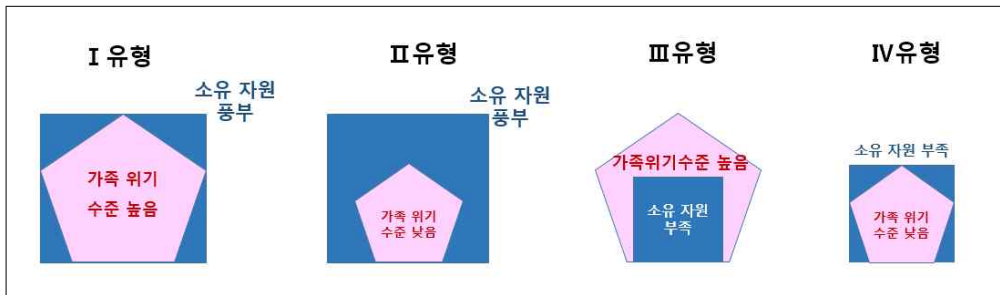 I 유형
II유형
III유형
IV유형
소유 자원
풍부
가족 위기
수준 높음
소유 자원
풍부
가족 위기
수준 낮음
가족위기수준 높음
소유 자원
부족
소유 자원 부족
가족 위기
수준 낮음